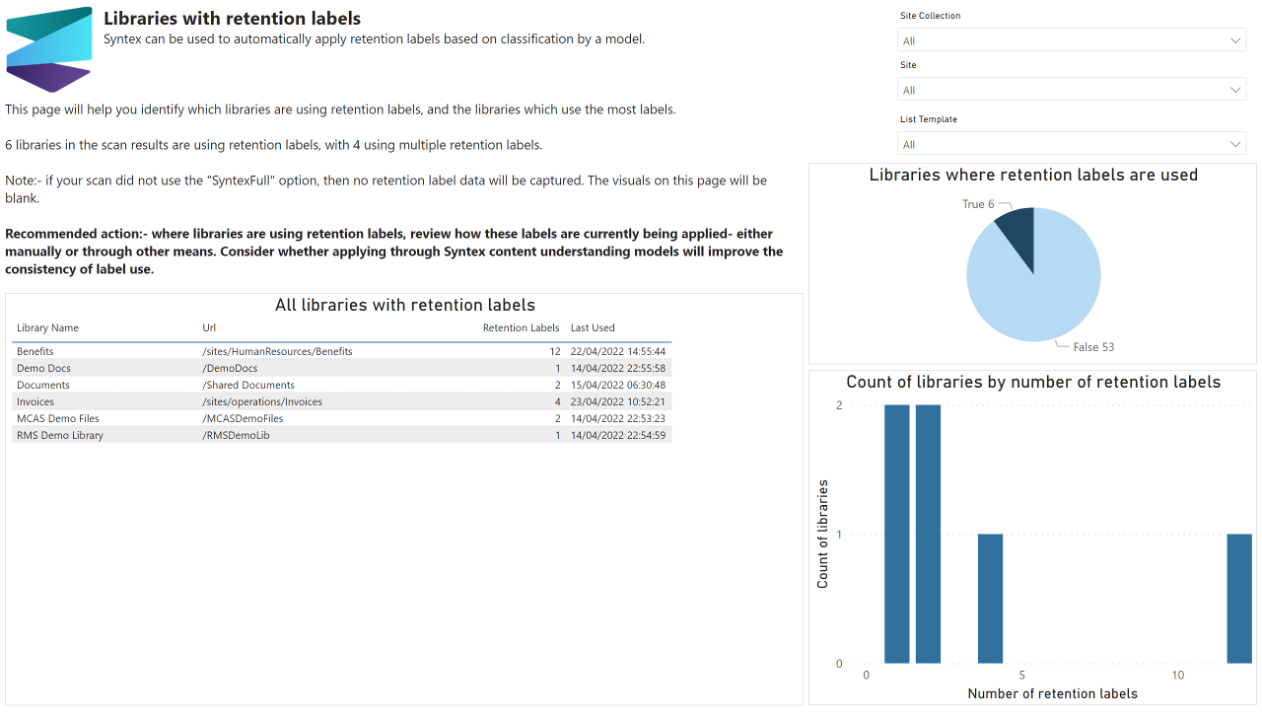 Libraries with retention labels
Syntex can be used to automatically apply retention labels based on classification by a model.
This page will help you identify which libraries are using retention labels, and the libraries which use the most labels.
6 libraries in the scan results are using retention labels, with 4 using multiple retention labels.
Note:- if your scan did not use the "SyntexFull" option, then no retention label data will be captured. The visuals on this page will be
blank.
Recommended action:- where libraries are using retention labels, review how these labels are currently being applied- either
manually or through other means. Consider whether applying through Syntex content understanding models will improve the
consistency of label use.
Site Collection
All
Site
All
List Template
All
All libraries with retention labels
Library Name Url Retention Labels Last Used
Benefits /sites/HumanResources/Benefits 12 22/04/2022 14:55:44
Demo Docs /DemoDocs 1 14/04/2022 22:55:58
Documents /Shared Documents 2 15/04/2022 06:30:48
Invoices /sites/operations/Invoices 4 23/04/2022 10:52:21
MCAS Demo Files /MCASDemoFiles 2 14/04/2022 22:53:23
RMS Demo Library /RMSDemoLib 1 14/04/2022 22:54:59
Libraries where retention labels are used
True 6
False 53
Count of libraries by number of retention labels
Count of libraries
2
1
0
0 5 10
Number of retention labels